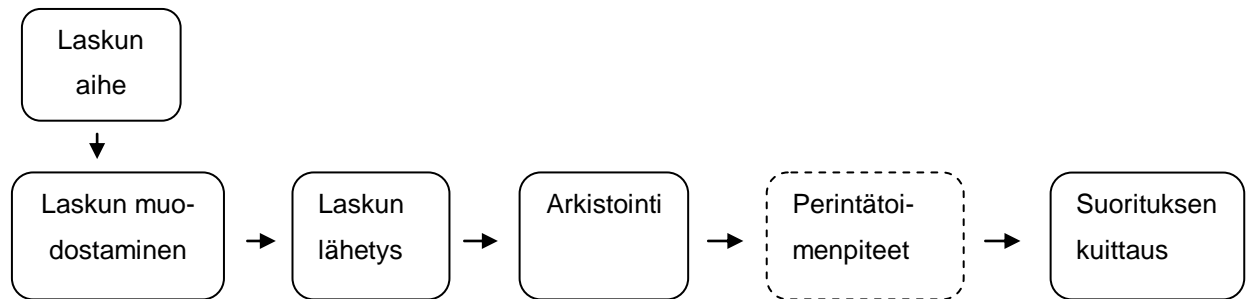 Laskun
aihe
Laskun muo-
dostaminen
Laskun
lähetys
Arkistointi
Perintätoi-
menpiteet
Suorituksen
kuittaus